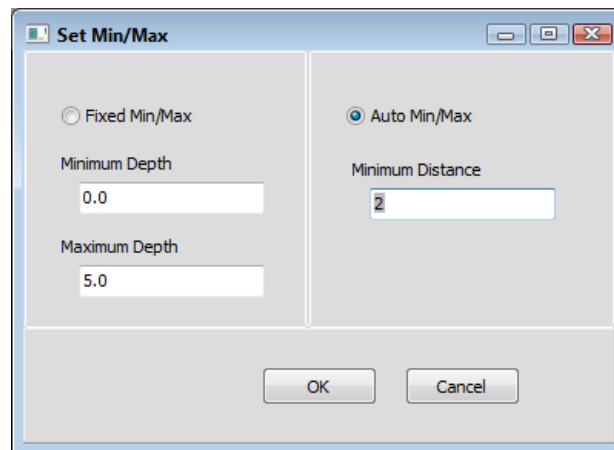 Set Min/Max
Fixed Min/Max
Minimum Depth
0.0
Maximum Depth
5.0
Auto Min/Max
Minimum Distance
2
OK
Cancel